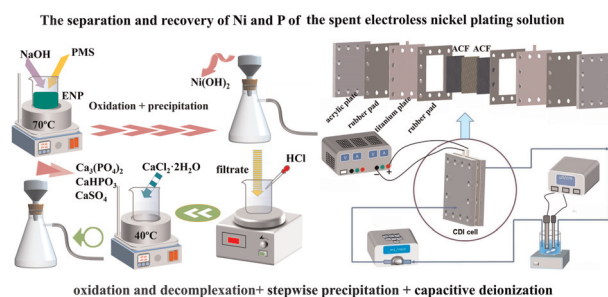 The separation and recovery of Ni and P of the spent electroless nickel plating solution
NaOH
PMS
ENP
70°C
Oxidation + precipitation
Ni(OH)2
Ca3(PO4)2
CaHPO3
CaSO4
CaCl2·2H2O
40°C
filtrate
HCl
ACF ACF
acrylic plate
rubber pad
titanium plate
rubber pad
- +
CDI cell
oxidation and decomplexation+ stepwise precipitation + capacitive deionization